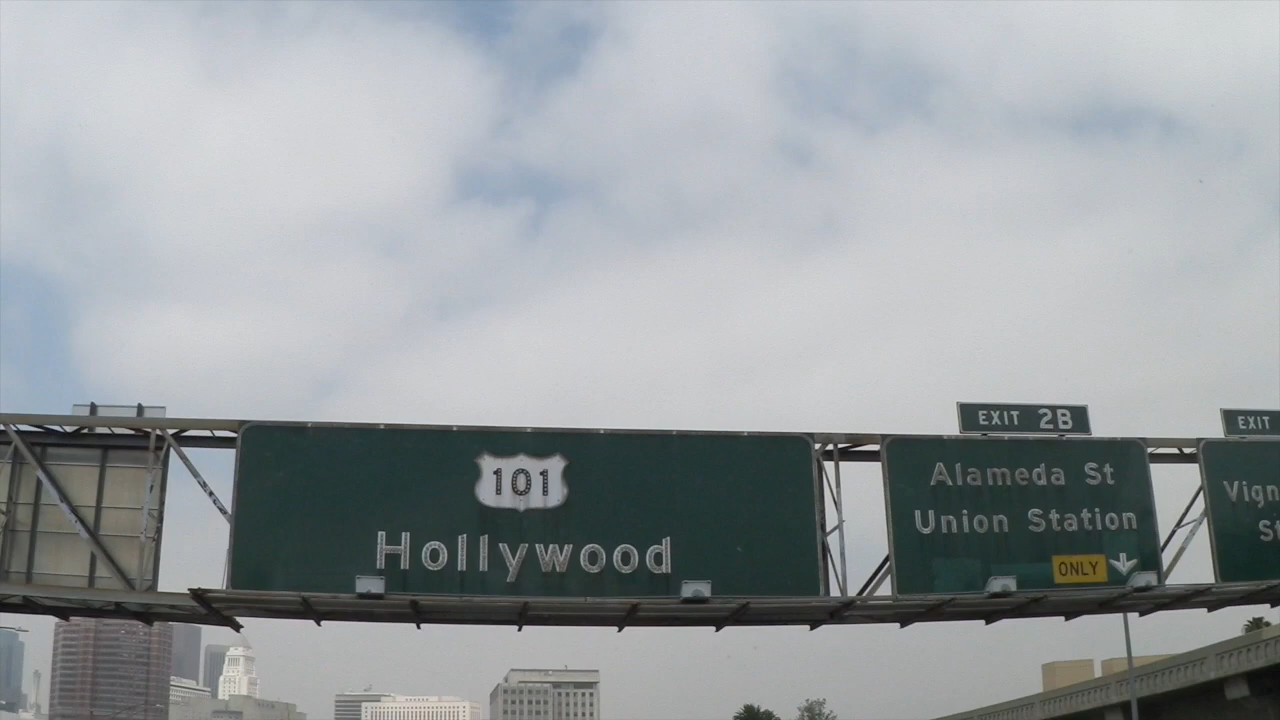 101
Hollywood
EXIT 2B
Alameda St
Union Station
ONLY
EXIT